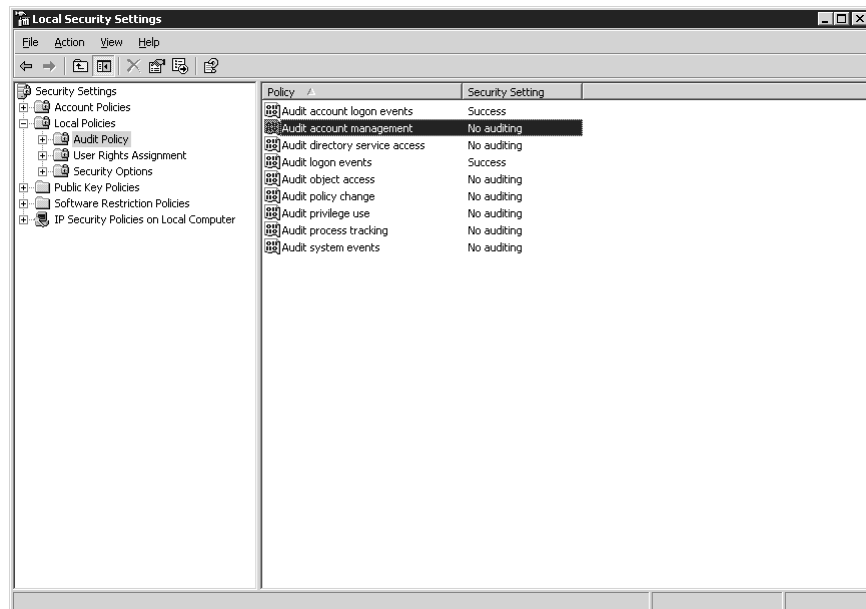 Local Security Settings
File Action View Help
Security Settings
Account Policies
Local Policies
Audit Policy
User Rights Assignment
Security Options
Public Key Policies
Software Restriction Policies
IP Security Policies on Local Computer
Policy Security Setting
Audit account logon events Success
Audit account management No auditing
Audit directory service access No auditing
Audit logon events Success
Audit object access No auditing
Audit policy change No auditing
Audit privilege use No auditing
Audit process tracking No auditing
Audit system events No auditing